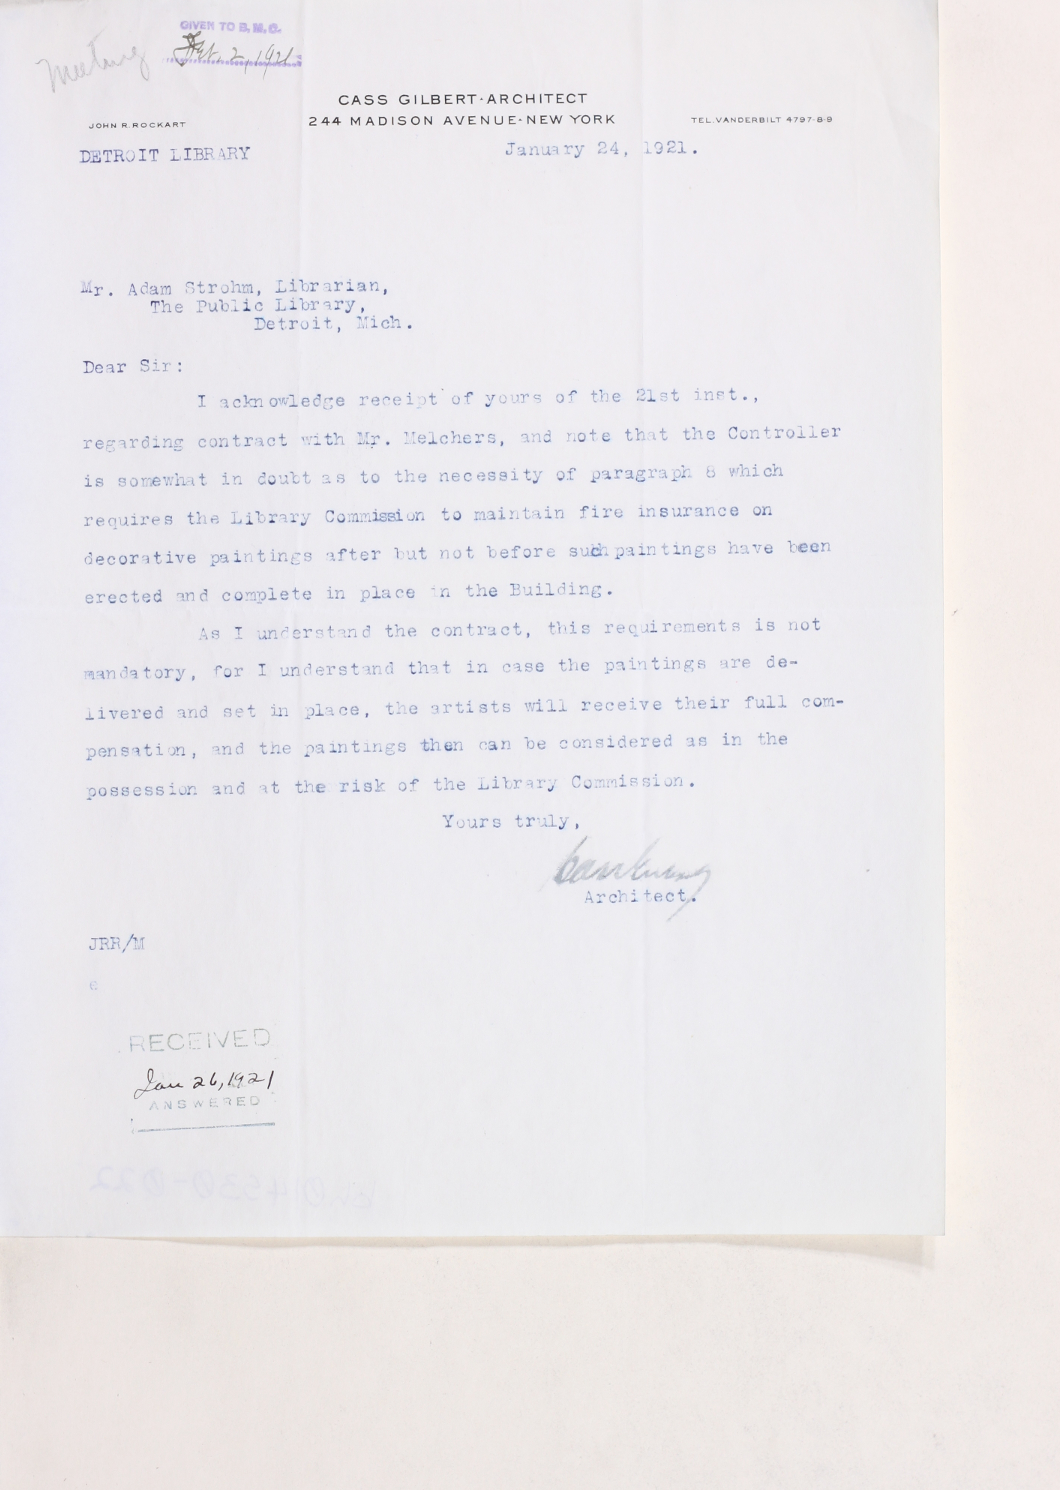 GIVEN TO B. M. C.
Meeting Feb. 2, 1921
CASS GILBERT·ARCHITECT
JOHN R. ROCKART 244 MADISON AVENUE·NEW YORK TEL. VANDERBILT 4797-8-9
DETROIT LIBRARY January 24, 1921.
Mr. Adam Strohm, Librarian,
The Public Library,
Detroit, Mich.
Dear Sir:
I acknowledge receipt of yours of the 21st inst.,
regarding contract with Mr. Melchers, and note that the Controller
is somewhat in doubt as to the necessity of paragraph 8 which
requires the Library Commission to maintain fire insurance on
decorative paintings after but not before such paintings have been
erected and complete in place in the Building.
As I understand the contract, this requirements is not
mandatory, for I understand that in case the paintings are de-
livered and set in place, the artists will receive their full com-
pensation, and the paintings then can be considered as in the
possession and at the risk of the Library Commission.
Yours truly,
Architect.
JRR/M
e
RECEIVED
Jan 26, 1921
ANSWERED